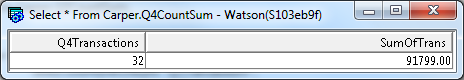 Select * From Carper.Q4CountSum - Watson(S103eb9f)
Q4Transactions SumOfTrans
32 91799.00